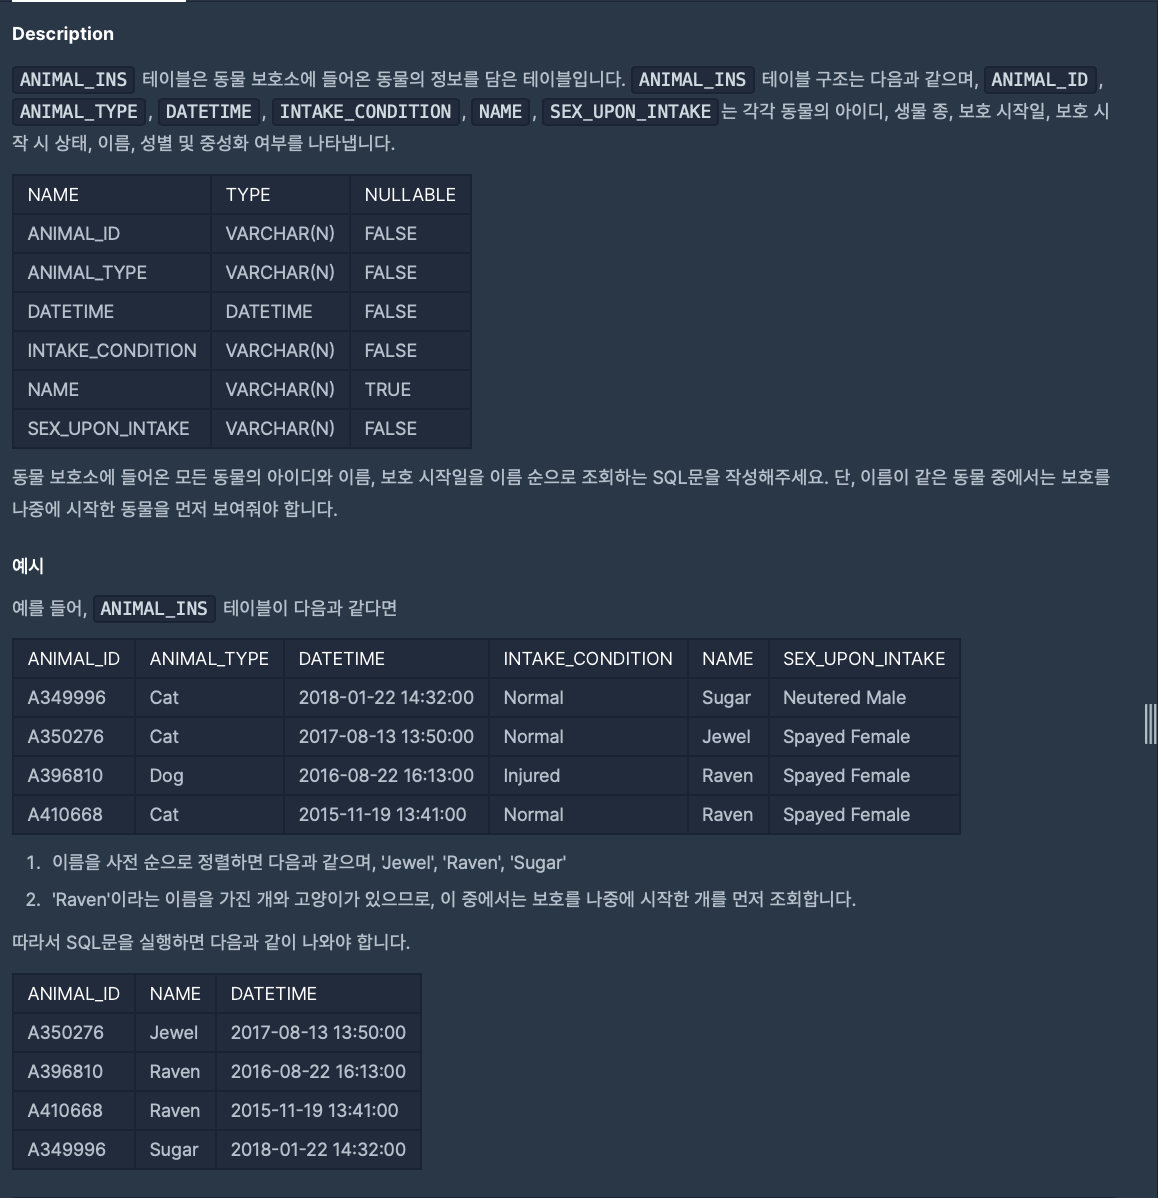 Description
ANIMAL_INS 테이블은 동물 보호소에 들어온 동물의 정보를 담은 테이블입니다. ANIMAL_INS 테이블 구조는 다음과 같으며, ANIMAL_ID ,
ANIMAL_TYPE , DATETIME , INTAKE_CONDITION , NAME , SEX_UPON_INTAKE 는 각각 동물의 아이디, 생물 종, 보호 시작일, 보호 시
작 시 상태, 이름, 성별 및 중성화 여부를 나타냅니다.
NAME TYPE NULLABLE
ANIMAL_ID VARCHAR(N) FALSE
ANIMAL_TYPE VARCHAR(N) FALSE
DATETIME DATETIME FALSE
INTAKE_CONDITION VARCHAR(N) FALSE
NAME VARCHAR(N) TRUE
SEX_UPON_INTAKE VARCHAR(N) FALSE
동물 보호소에 들어온 모든 동물의 아이디와 이름, 보호 시작일을 이름 순으로 조회하는 SQL문을 작성해주세요. 단, 이름이 같은 동물 중에서는 보호를
나중에 시작한 동물을 먼저 보여줘야 합니다.
예시
예를 들어, ANIMAL_INS 테이블이 다음과 같다면
ANIMAL_ID ANIMAL_TYPE DATETIME INTAKE_CONDITION NAME SEX_UPON_INTAKE
A349996 Cat 2018-01-22 14:32:00 Normal Sugar Neutered Male
A350276 Cat 2017-08-13 13:50:00 Normal Jewel Spayed Female
A396810 Dog 2016-08-22 16:13:00 Injured Raven Spayed Female
A410668 Cat 2015-11-19 13:41:00 Normal Raven Spayed Female
1. 이름을 사전 순으로 정렬하면 다음과 같으며, 'Jewel', 'Raven', 'Sugar'
2. 'Raven'이라는 이름을 가진 개와 고양이가 있으므로, 이 중에서는 보호를 나중에 시작한 개를 먼저 조회합니다.
따라서 SQL문을 실행하면 다음과 같이 나와야 합니다.
ANIMAL_ID NAME DATETIME
A350276 Jewel 2017-08-13 13:50:00
A396810 Raven 2016-08-22 16:13:00
A410668 Raven 2015-11-19 13:41:00
A349996 Sugar 2018-01-22 14:32:00